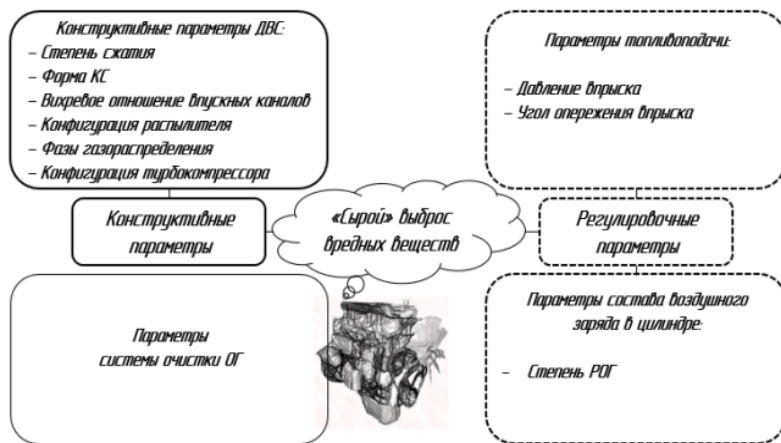 Конструктивные параметры ДВС:
– Степень сжатия
– Форма КС
– Вихревое отношение впускных каналов
– Конфигурация распылителя
– Фазы газораспределения
– Конфигурация турбокомпрессора
Параметры топливоподачи:
– Давление впрыска
– Угол опережения впрыска
Конструктивные
параметры
«Сырой» выброс
вредных веществ
Регулировочные
параметры
Параметры
системы очистки ОГ
Параметры состава воздушного
заряда в цилиндре:
- Степень РОГ